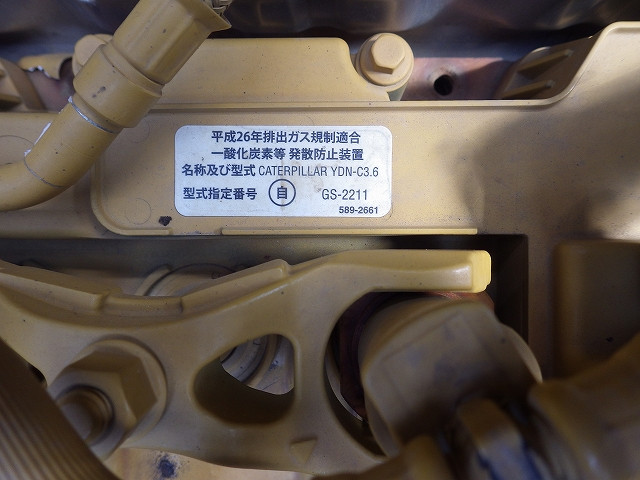 平成26年排出ガス規制適合
一酸化炭素等 発散防止装置
名称及び型式 CATERPILLAR YDN-C3.6
型式指定番号 自 GS-2211
589-2661